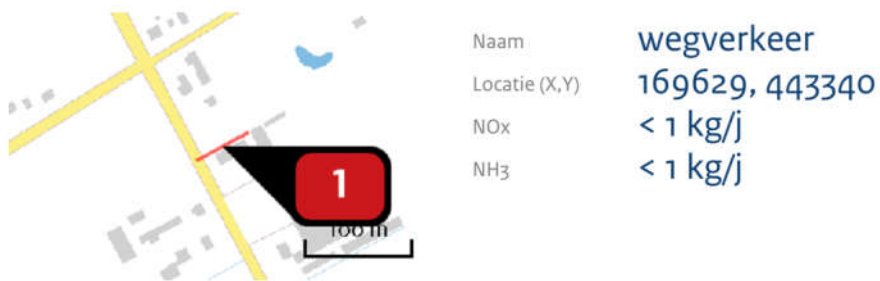 1
100 m
Naam wegverkeer
Locatie (X,Y) 169629, 443340
NOx < 1 kg/j
NH3 < 1 kg/j